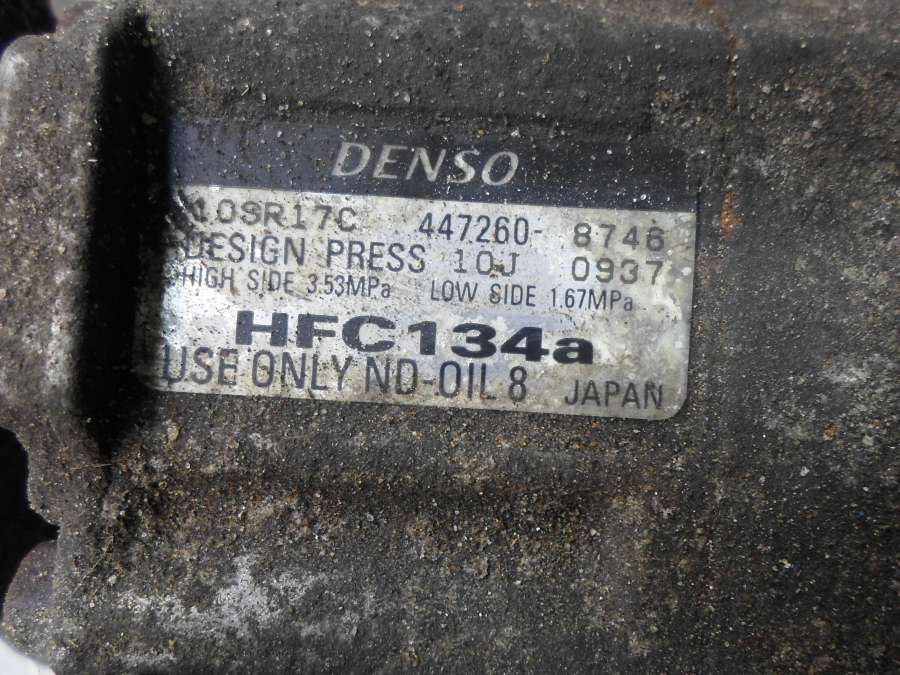 DENSO
10SR17C 447260- 8746
DESIGN PRESS 10J 0937
HIGH SIDE 3.53MPa LOW SIDE 1.67MPa
HFC134a
USE ONLY ND-OIL 8 JAPAN